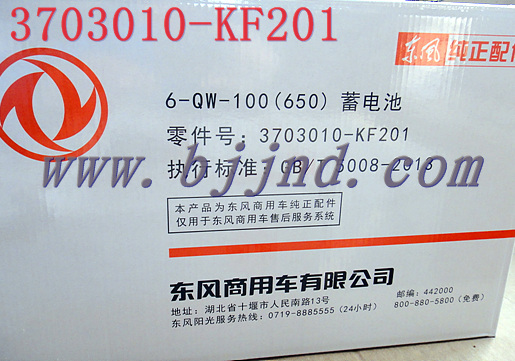 3703010-KF201
东风 纯正配件
6-QW-100(650) 蓄电池
零件号: 3703010-KF201
执行标准: GB/T 5008-2013
www.bjjnd.com
本产品为东风商用车纯正配件
仅用于东风商用车售后服务系统
东风商用车有限公司
地址: 湖北省十堰市人民南路13号
邮编: 442000
东风阳光服务热线: 0719-8885555 (24小时)
800-880-5800 (免费)